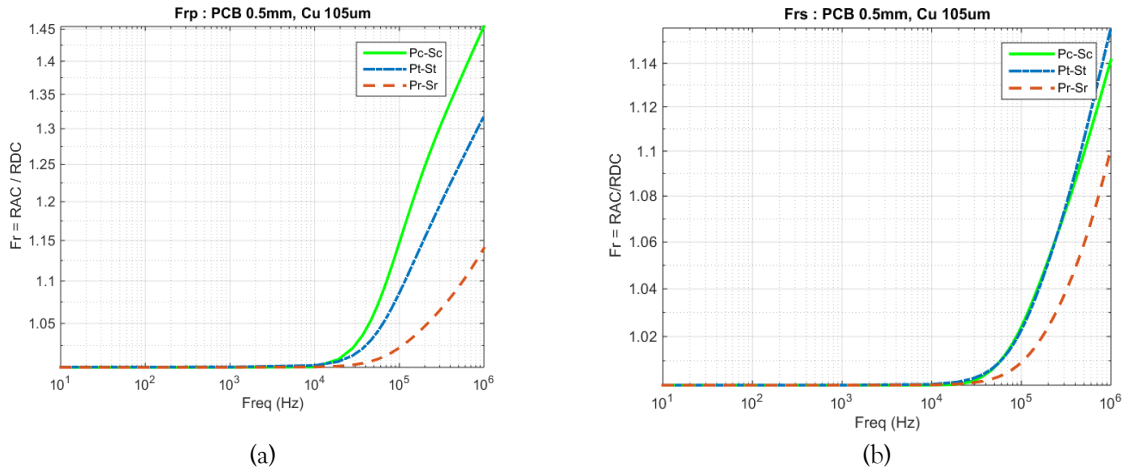 Frp : PCB 0.5mm, Cu 105um
1.45
1.4
1.35
1.3
1.25
1.2
1.15
1.05
Fr = RAC / RDC
Pc-Sc
Pt-St
Pr-Sr
10^1 10^2 10^3 10^4 10^5 10^6
Freq (Hz)
(a)
Frs : PCB 0.5mm, Cu 105um
1.14
1.12
1.1
1.08
1.06
1.04
1.02
Fr = RAC/RDC
Pc-Sc
Pt-St
Pr-Sr
10^1 10^2 10^3 10^4 10^5 10^6
Freq (Hz)
(b)